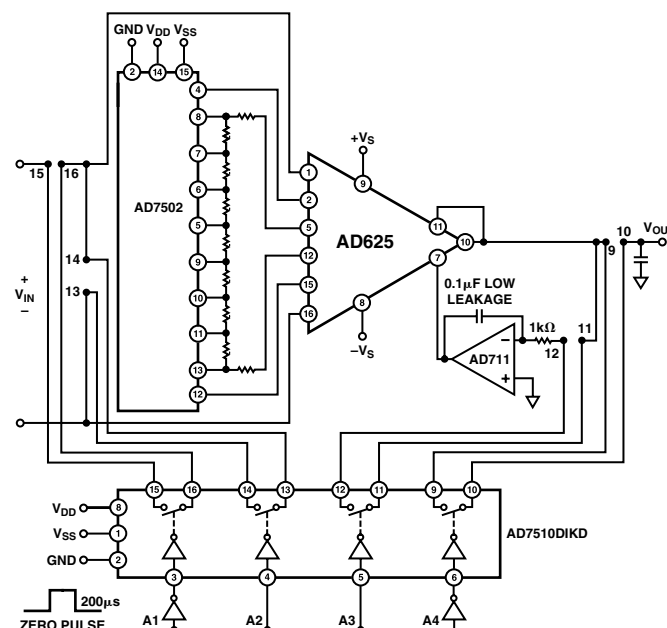 GND VDD VSS
2 14 15
4
8
7
6
5
9
10
11
13
12
AD7502
15 16
14
13
+
VIN
–
1
2
5
12
15
16
+VS
9
AD625
11
10
7
8
–VS
0.1µF LOW
LEAKAGE
–
+
AD711
1kΩ
12
11
9
10
VOU
15 16 14 13 12 11 9 10
VDD 8
VSS 1
GND 2
AD7510DIKD
3 4 5 6
200µs
ZERO PULSE
A1 A2 A3 A4